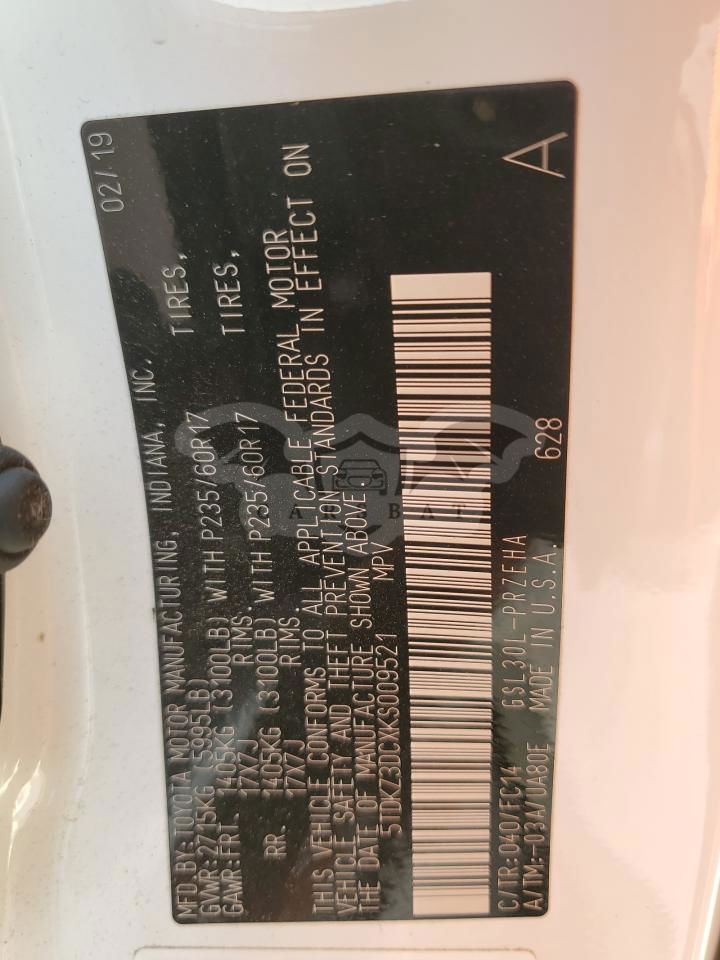 MFD BY:TOYOTA MOTOR MANUFACTURING, INDIANA, INC. 02/19
GVWR:2715KG (5995LB)
GAWR:FRT. 1405KG (3100LB) WITH P235/60R17 TIRES,
17X7J RIMS.
RR. 1405KG (3100LB) WITH P235/60R17 TIRES,
17X7J RIMS.
THIS VEHICLE CONFORMS TO ALL APPLICABLE FEDERAL MOTOR
VEHICLE SAFETY AND THEFT PREVENTION STANDARDS IN EFFECT ON
THE DATE OF MANUFACTURE SHOWN ABOVE.
MPV
C/TR:040/FC14 GSL30L-PRZEHA
A/TM:-03A/UA80E MADE IN U.S.A. 628
A